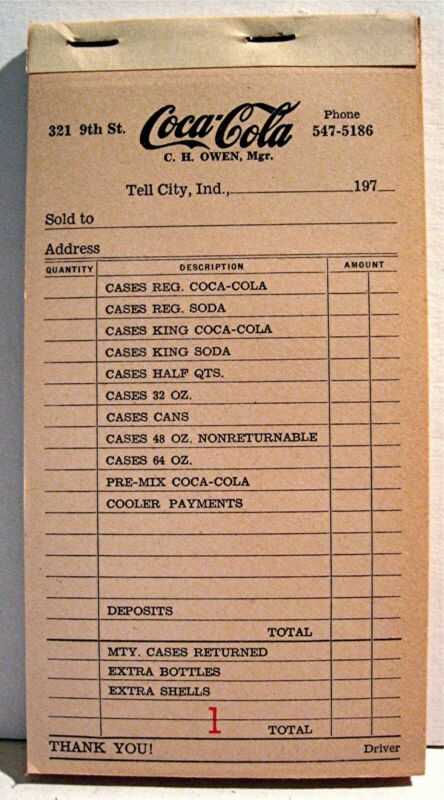 Coca-Cola
321 9th St.
Phone
547-5186
C. H. OWEN, Mgr.
Tell City, Ind., 197
Sold to
Address
QUANTITY DESCRIPTION AMOUNT
CASES REG. COCA-COLA
CASES REG. SODA
CASES KING COCA-COLA
CASES KING SODA
CASES HALF QTS.
CASES 32 OZ.
CASES CANS
CASES 48 OZ. NONRETURNABLE
CASES 64 OZ.
PRE-MIX COCA-COLA
COOLER PAYMENTS
DEPOSITS
TOTAL
MTY. CASES RETURNED
EXTRA BOTTLES
EXTRA SHELLS
1
TOTAL
THANK YOU! Driver